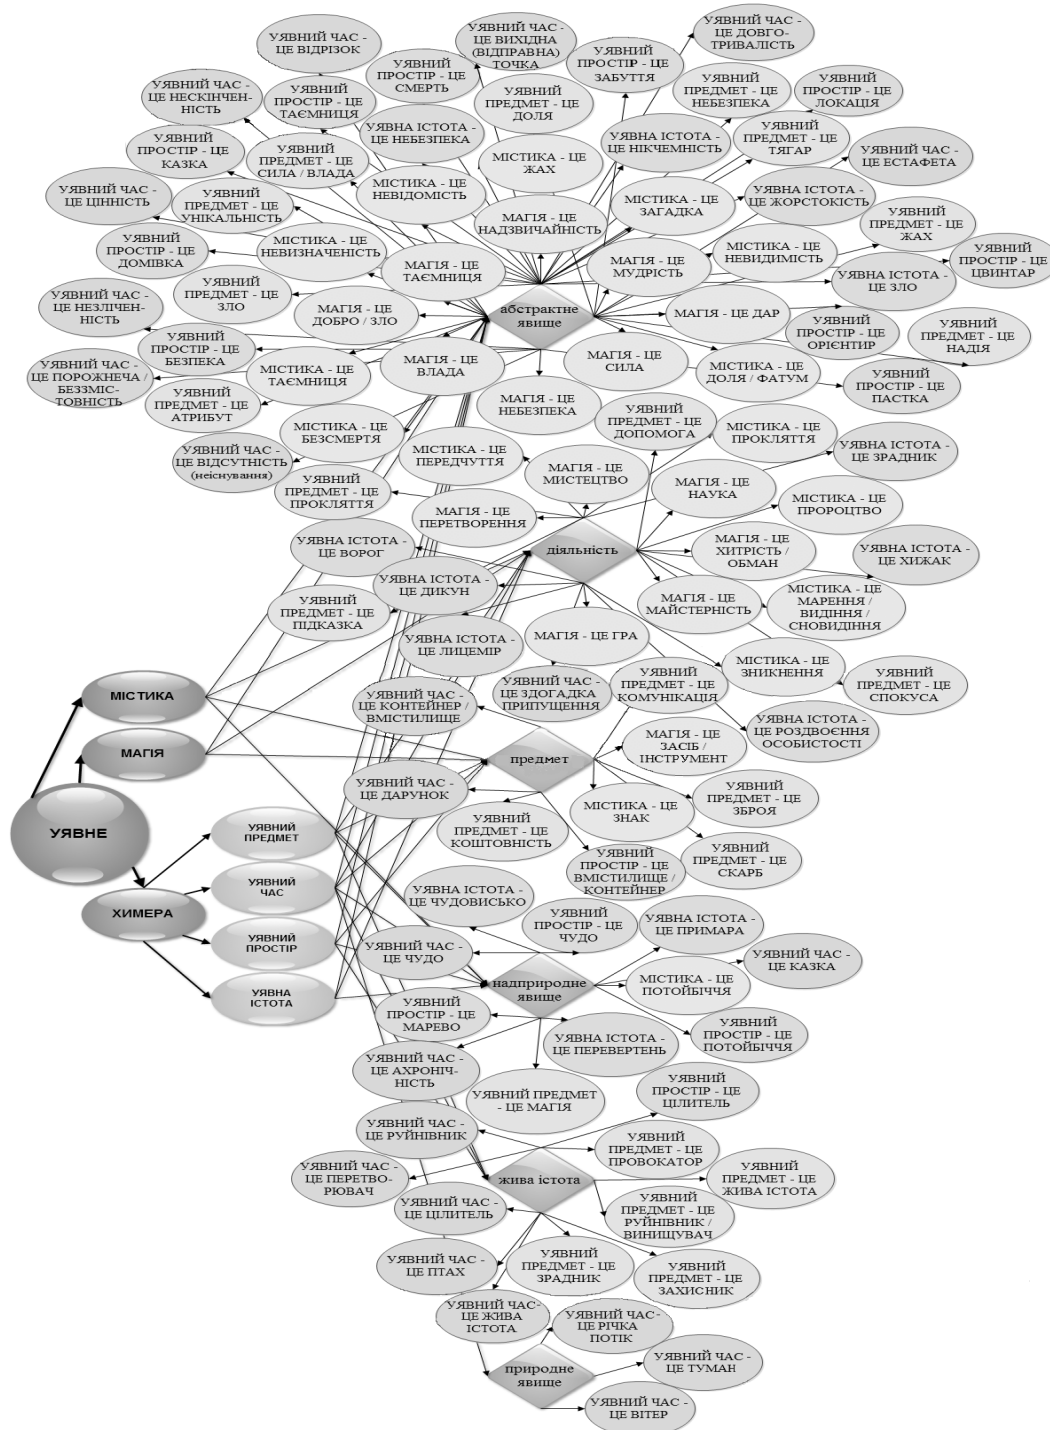 УЯВНИЙ ЧАС -
ЦЕ ВІДРІЗОК
УЯВНИЙ ЧАС -
ЦЕ ВИХІДНА
(ВІДПРАВНА)
ТОЧКА
УЯВНИЙ ЧАС -
ЦЕ ДОВГО-
ТРИВАЛІСТЬ
УЯВНИЙ
ПРОСТІР - ЦЕ
СМЕРТЬ
УЯВНИЙ
ПРОСТІР - ЦЕ
ЗАБУТТЯ
УЯВНИЙ ЧАС -
ЦЕ НЕСКІНЧЕН-
НІСТЬ
УЯВНИЙ
ПРОСТІР - ЦЕ
ТАЄМНИЦЯ
УЯВНИЙ
ПРЕДМЕТ - ЦЕ
ДОЛЯ
УЯВНИЙ
ПРЕДМЕТ - ЦЕ
НЕБЕЗПЕКА
УЯВНИЙ
ПРОСТІР - ЦЕ
ЛОКАЦІЯ
УЯВНИЙ
ПРОСТІР - ЦЕ
КАЗКА
УЯВНА ІСТОТА -
ЦЕ НЕБЕЗПЕКА
УЯВНА ІСТОТА -
ЦЕ НІКЧЕМНІСТЬ
УЯВНИЙ
ПРЕДМЕТ - ЦЕ
ТЯГАР
УЯВНИЙ
ПРЕДМЕТ - ЦЕ
СИЛА / ВЛАДА
МІСТИКА - ЦЕ
ЖАХ
УЯВНИЙ ЧАС -
ЦЕ ЕСТАФЕТА
УЯВНИЙ ЧАС -
ЦЕ ЦІННІСТЬ
УЯВНИЙ
ПРЕДМЕТ - ЦЕ
УНІКАЛЬНІСТЬ
МІСТИКА - ЦЕ
НЕВІДОМІСТЬ
МАГІЯ - ЦЕ
НАДЗВИЧАЙНІСТЬ
МІСТИКА - ЦЕ
ЗАГАДКА
УЯВНА ІСТОТА -
ЦЕ ЖОРСТОКІСТЬ
УЯВНИЙ
ПРЕДМЕТ - ЦЕ
ЖАХ
УЯВНИЙ
ПРОСТІР - ЦЕ
ДОМІВКА
МІСТИКА - ЦЕ
НЕВИЗНАЧЕНІСТЬ
МАГІЯ - ЦЕ
ТАЄМНИЦЯ
МАГІЯ - ЦЕ
МУДРІСТЬ
МІСТИКА - ЦЕ
НЕВИДИМІСТЬ
УЯВНИЙ
ПРОСТІР - ЦЕ
ЦВИНТАР
УЯВНИЙ
ПРЕДМЕТ - ЦЕ
ЗЛО
УЯВНА ІСТОТА -
ЦЕ ЗЛО
УЯВНИЙ ЧАС -
ЦЕ НЕЗЛІЧЕН-
НІСТЬ
МАГІЯ - ЦЕ
ДОБРО / ЗЛО
абстрактне
явище
МАГІЯ - ЦЕ ДАР
УЯВНИЙ
ПРОСТІР - ЦЕ
ОРІЄНТИР
УЯВНИЙ
ПРЕДМЕТ - ЦЕ
НАДІЯ
УЯВНИЙ
ПРОСТІР - ЦЕ
БЕЗПЕКА
МАГІЯ - ЦЕ
ВЛАДА
МАГІЯ - ЦЕ
СИЛА
МІСТИКА - ЦЕ
ДОЛЯ / ФАТУМ
УЯВНИЙ ЧАС -
ЦЕ ПОРОЖНЕЧА /
БЕЗЗМІС-
ТОВНІСТЬ
МІСТИКА - ЦЕ
ТАЄМНИЦЯ
УЯВНИЙ
ПРОСТІР - ЦЕ
ПАСТКА
УЯВНИЙ
ПРЕДМЕТ - ЦЕ
АТРИБУТ
МАГІЯ - ЦЕ
НЕБЕЗПЕКА
УЯВНИЙ
ПРЕДМЕТ - ЦЕ
ДОПОМОГА
МІСТИКА - ЦЕ
ПРОКЛЯТТЯ
МІСТИКА - ЦЕ
БЕЗСМЕРТЯ
УЯВНА ІСТОТА -
ЦЕ ЗРАДНИК
УЯВНИЙ ЧАС -
ЦЕ ВІДСУТНІСТЬ
(неіснування)
МІСТИКА - ЦЕ
ПЕРЕДЧУТТЯ
МАГІЯ - ЦЕ
МИСТЕЦТВО
МАГІЯ - ЦЕ
НАУКА
УЯВНИЙ
ПРЕДМЕТ - ЦЕ
ПРОКЛЯТТЯ
МІСТИКА - ЦЕ
ПРОРОЦТВО
МАГІЯ - ЦЕ
ПЕРЕТВОРЕННЯ
УЯВНА ІСТОТА -
ЦЕ ВОРОГ
діяльність
МАГІЯ - ЦЕ
ХИТРІСТЬ /
ОБМАН
УЯВНА ІСТОТА -
ЦЕ ХИЖАК
УЯВНА ІСТОТА -
ЦЕ ДИКУН
МАГІЯ - ЦЕ
МАЙСТЕРНІСТЬ
МІСТИКА - ЦЕ
МАРЕННЯ /
ВИДІННЯ /
СНОВИДІННЯ
УЯВНИЙ
ПРЕДМЕТ - ЦЕ
ПІДКАЗКА
УЯВНА ІСТОТА -
ЦЕ ЛИЦЕМІР
МАГІЯ - ЦЕ ГРА
МІСТИКА - ЦЕ
ЗНИКНЕННЯ
УЯВНИЙ
ПРЕДМЕТ - ЦЕ
СПОКУСА
МІСТИКА
УЯВНИЙ ЧАС -
ЦЕ КОНТЕЙНЕР /
ВМІСТИЛИЩЕ
УЯВНИЙ ЧАС -
ЦЕ ЗДОГАДКА
ПРИПУЩЕННЯ
УЯВНИЙ
ПРЕДМЕТ - ЦЕ
КОМУНІКАЦІЯ
УЯВНА ІСТОТА -
ЦЕ РОЗДВОЄННЯ
ОСОБИСТОСТІ
МАГІЯ
предмет
МАГІЯ - ЦЕ
ЗАСІБ /
ІНСТРУМЕНТ
УЯВНИЙ ЧАС -
ЦЕ ДАРУНОК
УЯВНИЙ
ПРЕДМЕТ - ЦЕ
ЗБРОЯ
МІСТИКА - ЦЕ
ЗНАК
УЯВНЕ
УЯВНИЙ
ПРЕДМЕТ
УЯВНИЙ
ПРЕДМЕТ - ЦЕ
КОШТОВНІСТЬ
УЯВНИЙ
ПРОСТІР - ЦЕ
ВМІСТИЛИЩЕ /
КОНТЕЙНЕР
УЯВНИЙ
ПРЕДМЕТ - ЦЕ
СКАРБ
УЯВНИЙ
ЧАС
УЯВНА ІСТОТА -
ЦЕ ЧУДОВИСЬКО
ХИМЕРА
УЯВНИЙ
ПРОСТІР - ЦЕ
ЧУДО
УЯВНА ІСТОТА -
ЦЕ ПРИМАРА
УЯВНИЙ
ПРОСТІР
УЯВНИЙ ЧАС -
ЦЕ ЧУДО
УЯВНИЙ ЧАС -
ЦЕ КАЗКА
УЯВНА
ІСТОТА
надприродне
явище
МІСТИКА - ЦЕ
ПОТОЙБІЧЧЯ
УЯВНИЙ
ПРОСТІР - ЦЕ
МАРЕВО
УЯВНА ІСТОТА -
ЦЕ ПЕРЕВЕРТЕНЬ
УЯВНИЙ
ПРОСТІР - ЦЕ
ПОТОЙБІЧЧЯ
УЯВНИЙ ЧАС -
ЦЕ АХРОНІЧ-
НІСТЬ
УЯВНИЙ ПРЕДМЕТ
- ЦЕ МАГІЯ
УЯВНИЙ
ПРОСТІР - ЦЕ
ЦІЛИТЕЛЬ
УЯВНИЙ ЧАС -
ЦЕ РУЙНІВНИК
УЯВНИЙ
ПРЕДМЕТ - ЦЕ
ПРОВОКАТОР
УЯВНИЙ ЧАС -
ЦЕ ПЕРЕТВО-
РЮВАЧ
жива істота
УЯВНИЙ
ПРЕДМЕТ - ЦЕ
ЖИВА ІСТОТА
УЯВНИЙ ЧАС -
ЦЕ ЦІЛИТЕЛЬ
УЯВНИЙ
ПРЕДМЕТ - ЦЕ
РУЙНІВНИК /
ВИНИЩУВАЧ
УЯВНИЙ ЧАС -
ЦЕ ПТАХ
УЯВНИЙ
ПРЕДМЕТ - ЦЕ
ЗРАДНИК
УЯВНИЙ
ПРЕДМЕТ - ЦЕ
ЗАХИСНИК
УЯВНИЙ ЧАС-
ЦЕ ЖИВА
ІСТОТА
УЯВНИЙ ЧАС-
ЦЕ РІЧКА
ПОТІК
природне
явище
УЯВНИЙ ЧАС -
ЦЕ ТУМАН
УЯВНИЙ ЧАС -
ЦЕ ВІТЕР